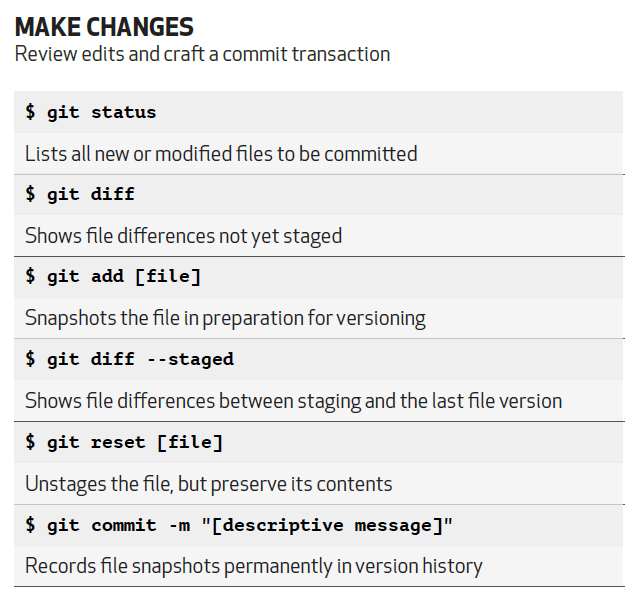 MAKE CHANGES
Review edits and craft a commit transaction
$ git status
Lists all new or modified files to be committed
$ git diff
Shows file differences not yet staged
$ git add [file]
Snapshots the file in preparation for versioning
$ git diff --staged
Shows file differences between staging and the last file version
$ git reset [file]
Unstages the file, but preserve its contents
$ git commit -m "[descriptive message]"
Records file snapshots permanently in version history